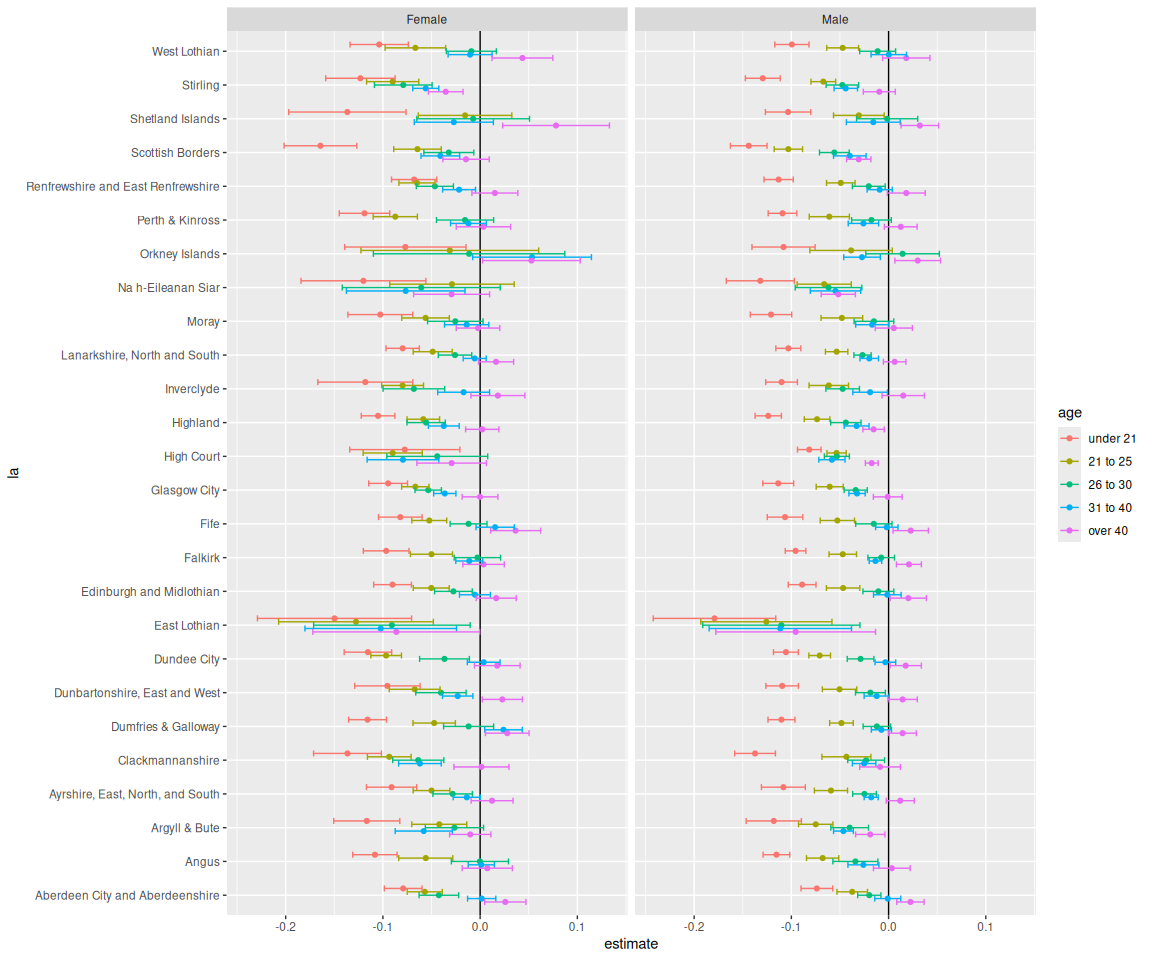 Female Male
West Lothian
Stirling
Shetland Islands
Scottish Borders
Renfrewshire and East Renfrewshire
Perth & Kinross
Orkney Islands
Na h-Eileanan Siar
Moray
Lanarkshire, North and South
Inverclyde
Highland
High Court
Glasgow City
Fife
Falkirk
Edinburgh and Midlothian
East Lothian
Dundee City
Dunbartonshire, East and West
Dumfries & Galloway
Clackmannanshire
Ayrshire, East, North, and South
Argyll & Bute
Angus
Aberdeen City and Aberdeenshire
la
-0.2 -0.1 0.0 0.1 -0.2 -0.1 0.0 0.1
estimate
age
under 21
21 to 25
26 to 30
31 to 40
over 40